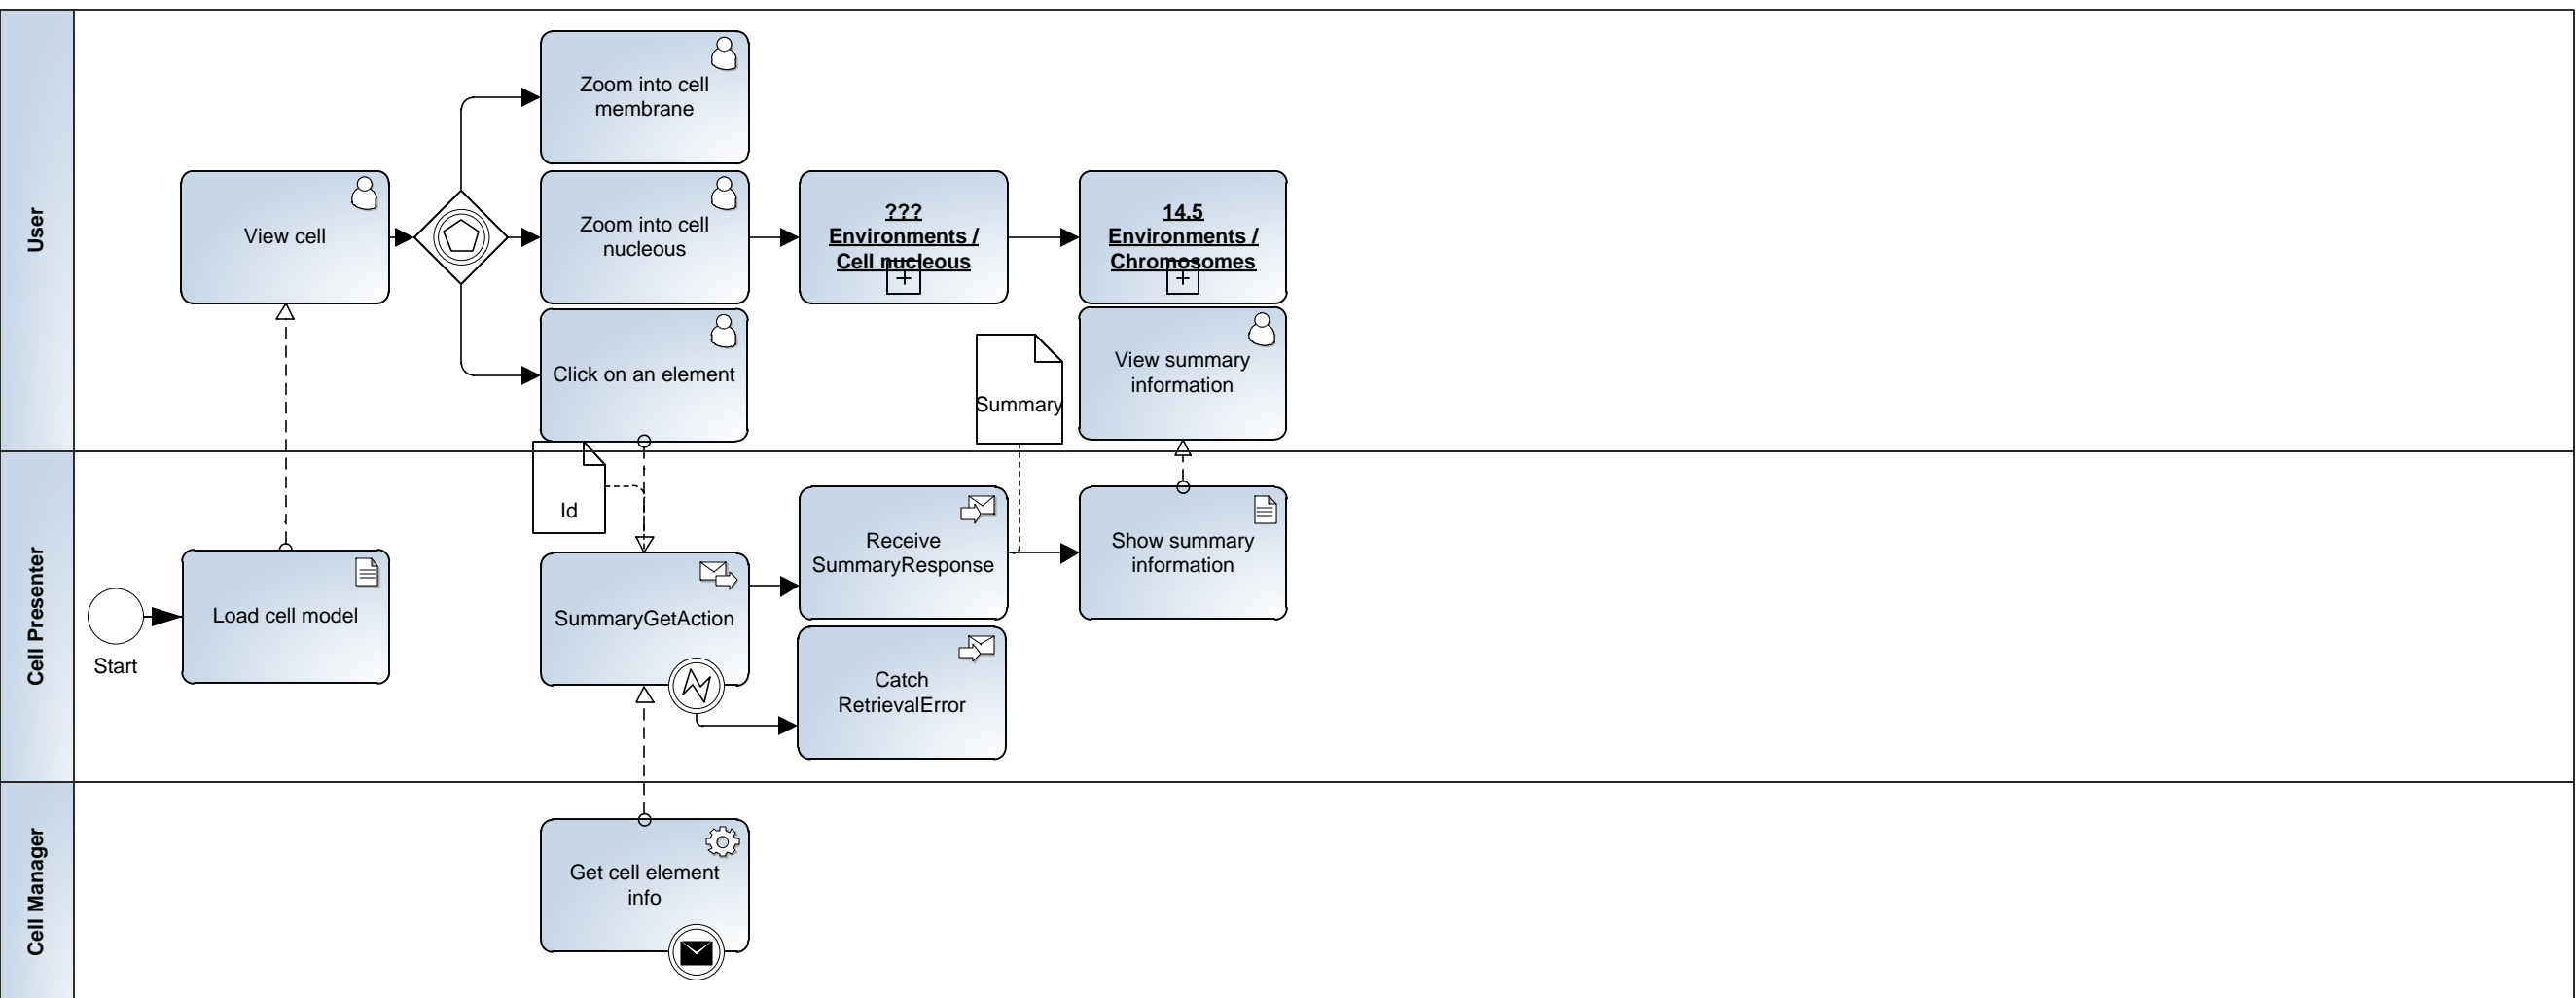 User
Zoom into cell
membrane
View cell
Zoom into cell
nucleous
???
Environments /
Cell nucleous
14.5
Environments /
Chromosomes
Click on an element
Summary
View summary
information
Cell Presenter
Id
Start
Load cell model
SummaryGetAction
Receive
SummaryResponse
Show summary
information
Catch
RetrievalError
Cell Manager
Get cell element
info